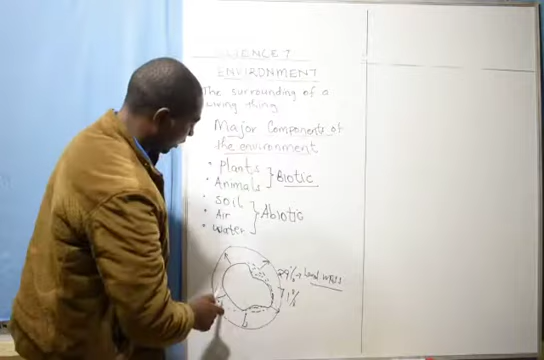 SCIENCE 7
ENVIRONMENT
The surrounding of a
living thing
Major Components of
the environment
• Plants
• Animals } Biotic
• Soil
• Air } Abiotic
• Water
29% → Land mass
71%